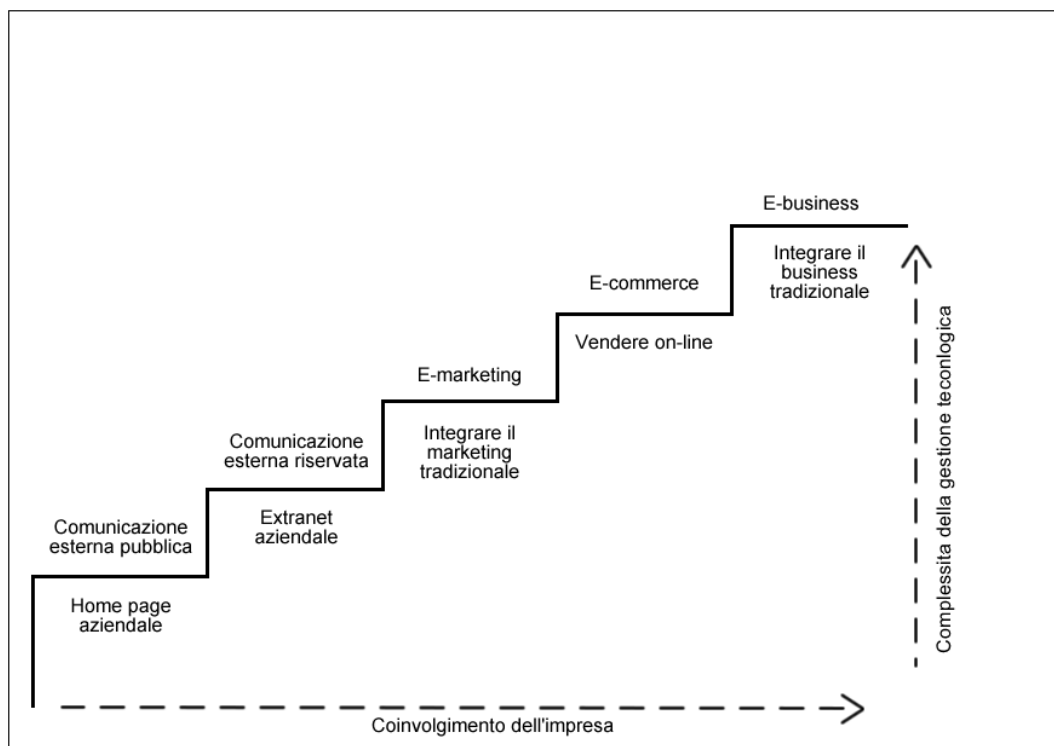 E-business
Integrare il
business
tradizionale
E-commerce
Vendere on-line
E-marketing
Integrare il
marketing
tradizionale
Comunicazione
esterna riservata
Extranet
aziendale
Comunicazione
esterna pubblica
Home page
aziendale
Complessita della gestione teconlogica
Coinvolgimento dell'impresa